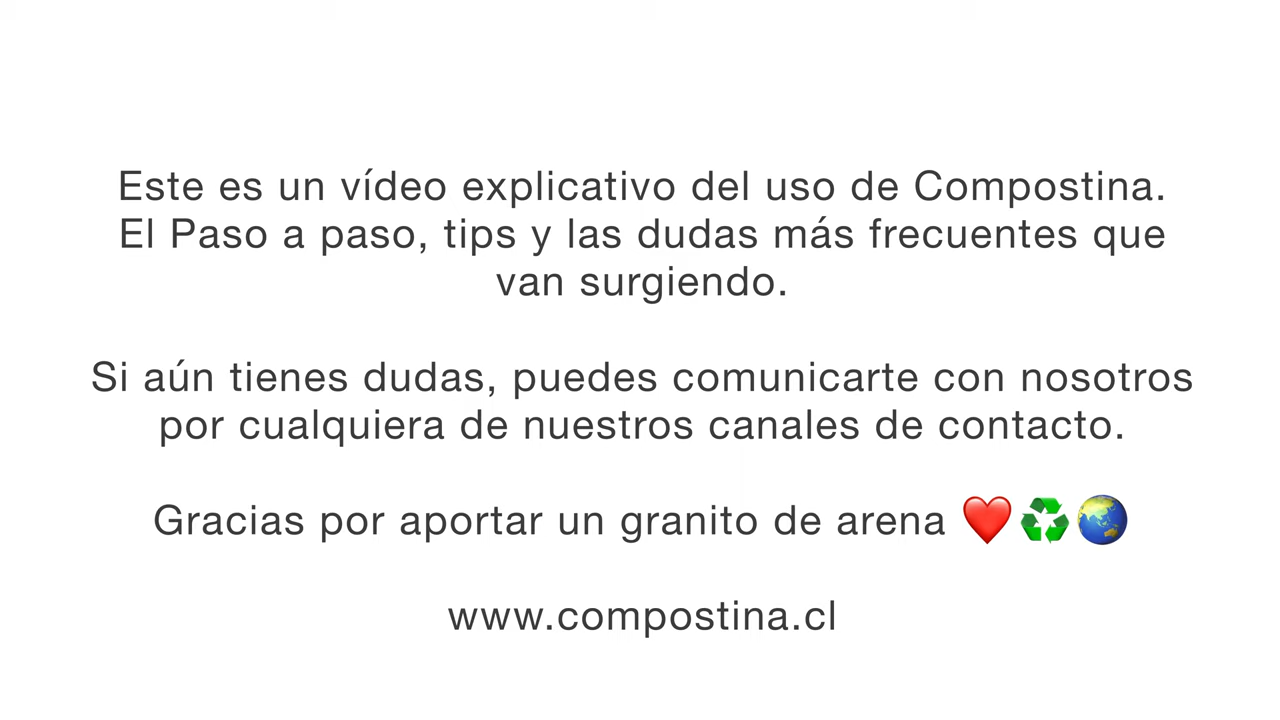 Este es un vídeo explicativo del uso de Compostina.
El Paso a paso, tips y las dudas más frecuentes que
van surgiendo.
Si aún tienes dudas, puedes comunicarte con nosotros
por cualquiera de nuestros canales de contacto.
Gracias por aportar un granito de arena ❤️♻️🌏
www.compostina.cl